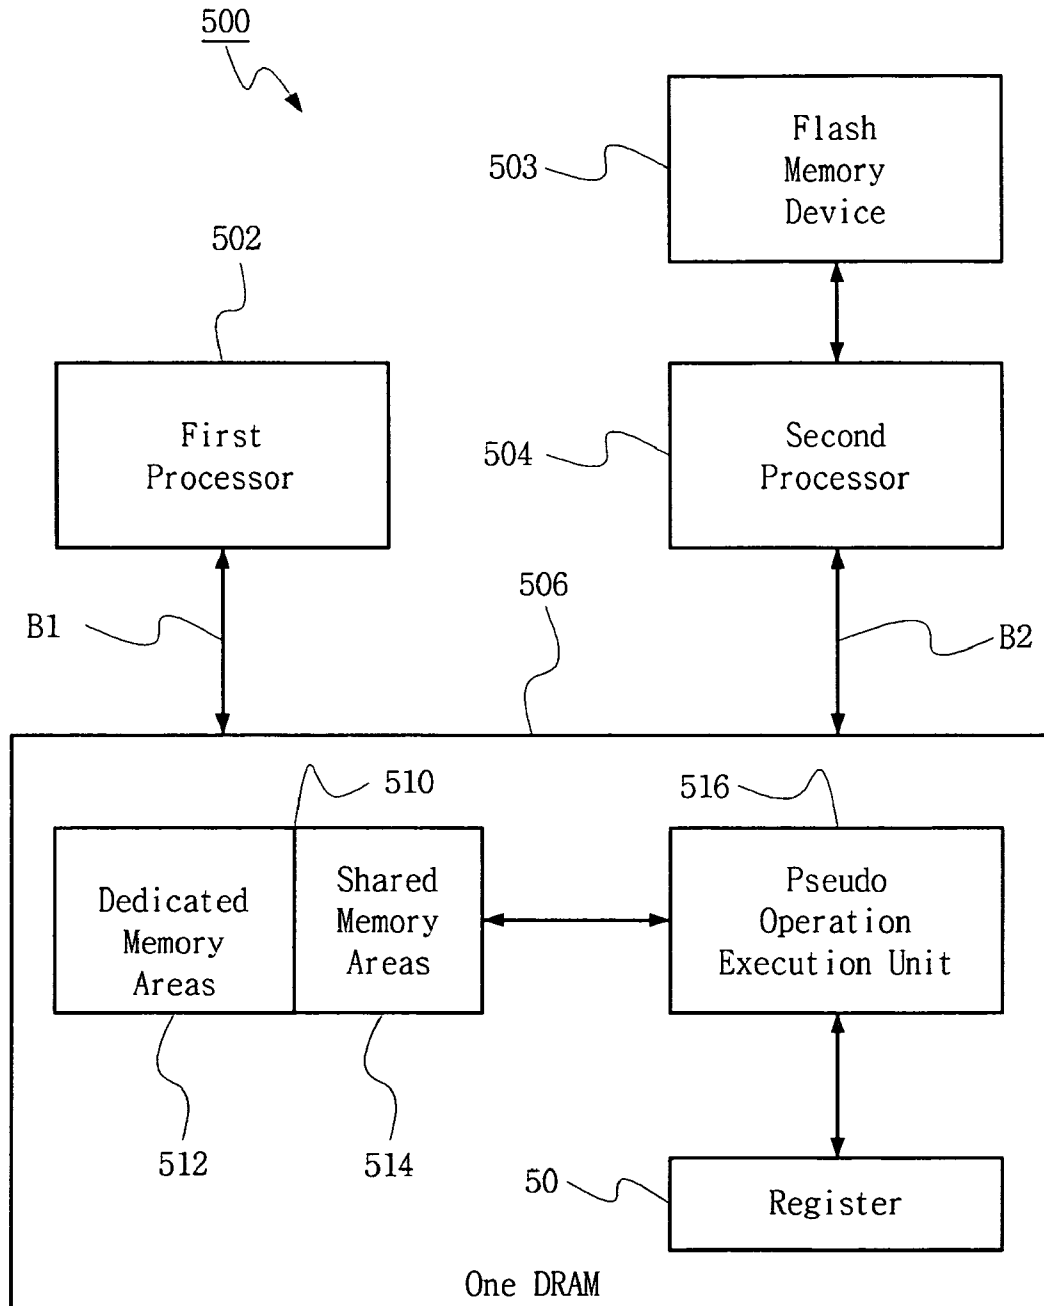 500
Flash
Memory
Device
503
502
First
Processor
Second
Processor
504
506
B1
B2
510
516
Dedicated
Memory
Areas
Shared
Memory
Areas
Pseudo
Operation
Execution Unit
512
514
50
Register
One DRAM